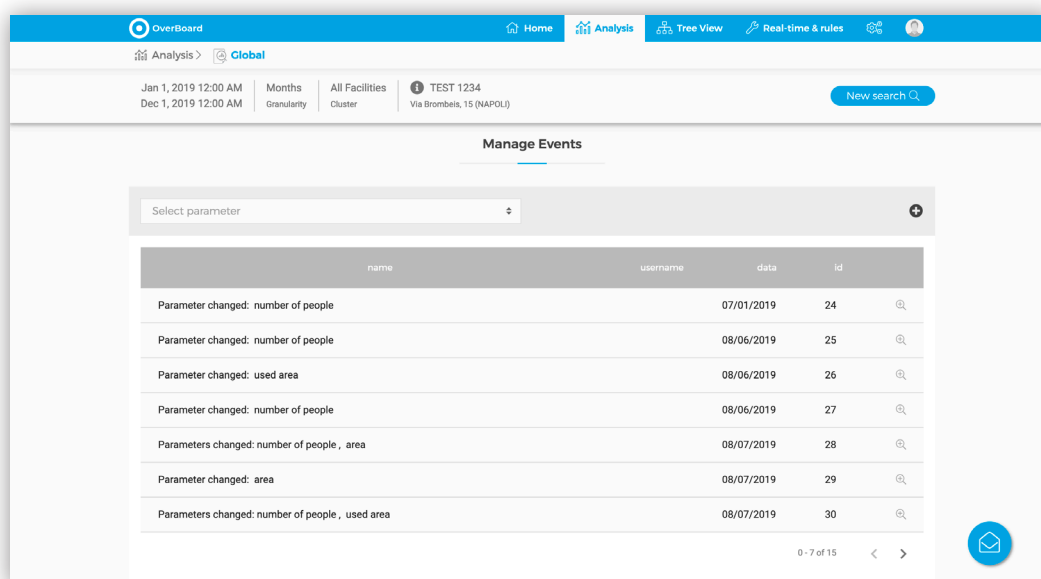 OverBoard Home Analysis Tree View Real-time & rules
Analysis > Global
Jan 1, 2019 12:00 AM Months All Facilities TEST 1234
Dec 1, 2019 12:00 AM Granularity Cluster Via Brombeis, 15 (NAPOLI)
New search
Manage Events
Select parameter
name username data id
Parameter changed: number of people 07/01/2019 24
Parameter changed: number of people 08/06/2019 25
Parameter changed: used area 08/06/2019 26
Parameter changed: number of people 08/06/2019 27
Parameters changed: number of people , area 08/07/2019 28
Parameter changed: area 08/07/2019 29
Parameters changed: number of people , used area 08/07/2019 30
0 - 7 of 15